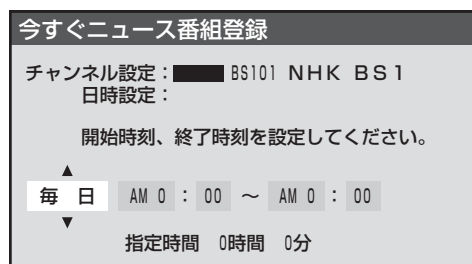 今すぐニュース番組登録
チャンネル設定： BS101 NHK BS1
日時設定：
開始時刻、終了時刻を設定してください。
▲
毎 日 AM 0 : 00 ～ AM 0 : 00
▼
指定時間 0時間 0分